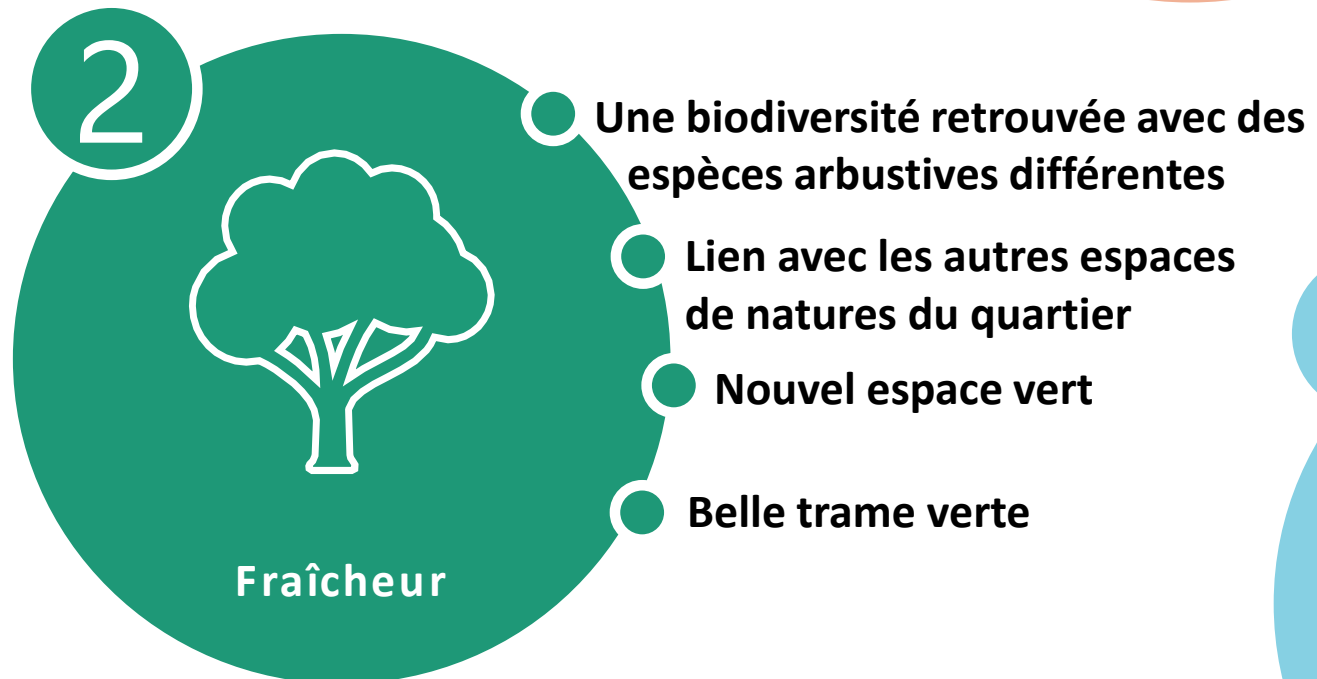 2
Une biodiversité retrouvée avec des
espèces arbustives différentes
Lien avec les autres espaces
de natures du quartier
Nouvel espace vert
Belle trame verte
Fraîcheur